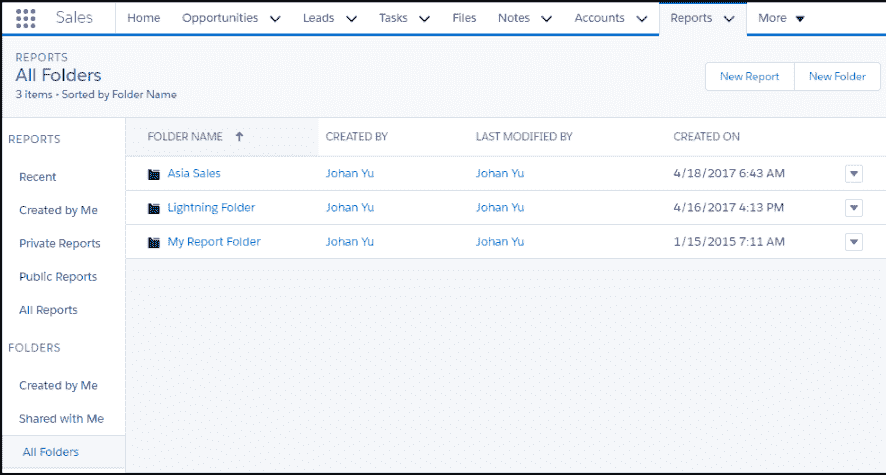 Sales Home Opportunities Leads Tasks Files Notes Accounts Reports More
REPORTS
All Folders
3 items • Sorted by Folder Name
New Report New Folder
REPORTS
Recent
Created by Me
Private Reports
Public Reports
All Reports
FOLDERS
Created by Me
Shared with Me
All Folders
FOLDER NAME CREATED BY LAST MODIFIED BY CREATED ON
Asia Sales Johan Yu Johan Yu 4/18/2017 6:43 AM
Lightning Folder Johan Yu Johan Yu 4/16/2017 4:13 PM
My Report Folder Johan Yu Johan Yu 1/15/2015 7:11 AM